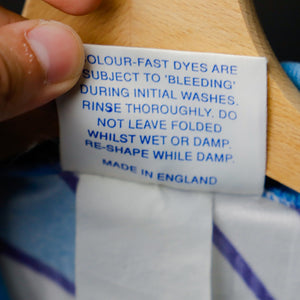 COLOUR-FAST DYES ARE
SUBJECT TO 'BLEEDING'
DURING INITIAL WASHES.
RINSE THOROUGHLY. DO
NOT LEAVE FOLDED
WHILST WET OR DAMP.
RE-SHAPE WHILE DAMP.
MADE IN ENGLAND